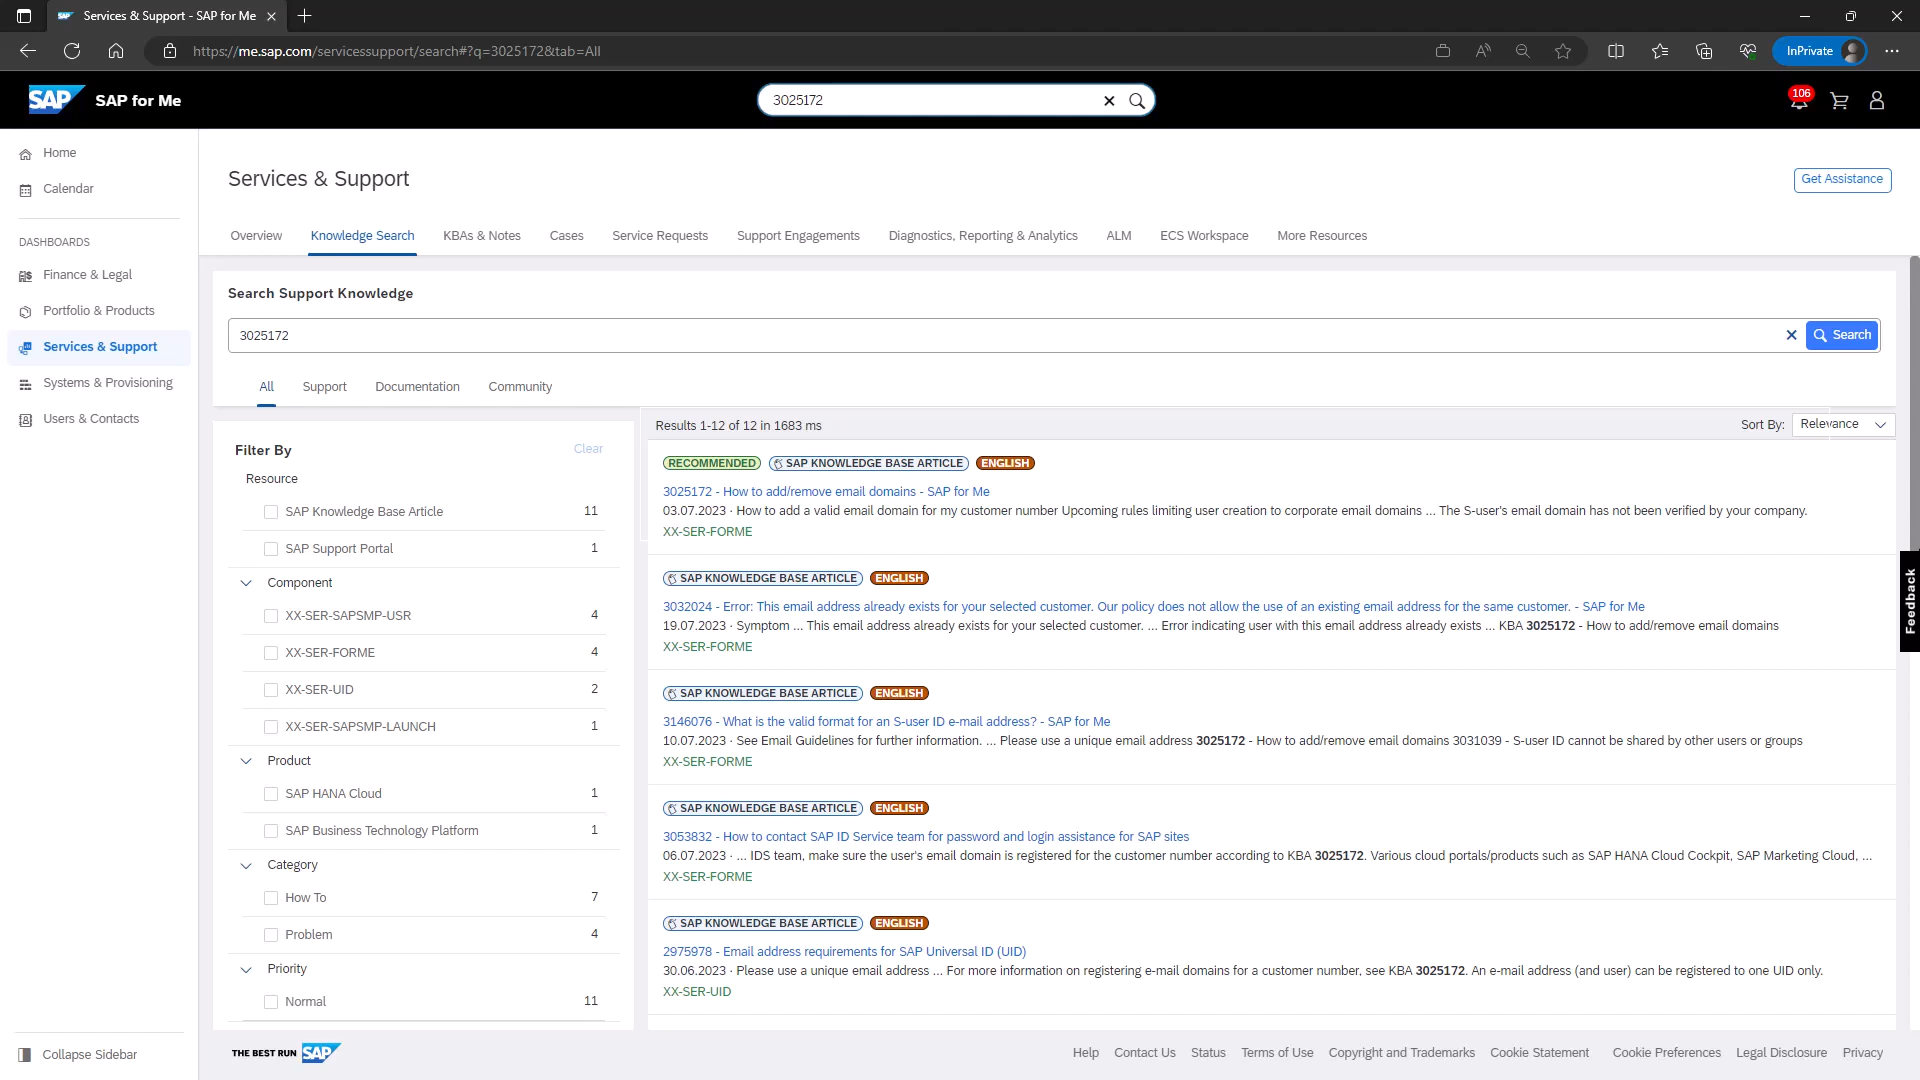 Services & Support - SAP for Me
https://me.sap.com/servicessupport/search#?q=3025172&tab=All
InPrivate
SAP SAP for Me
3025172
106
Home
Calendar
DASHBOARDS
Finance & Legal
Portfolio & Products
Services & Support
Systems & Provisioning
Users & Contacts
Collapse Sidebar
Services & Support
Get Assistance
Overview Knowledge Search KBAs & Notes Cases Service Requests Support Engagements Diagnostics, Reporting & Analytics ALM ECS Workspace More Resources
Search Support Knowledge
3025172
Search
All Support Documentation Community
Filter By Clear
Resource
SAP Knowledge Base Article 11
SAP Support Portal 1
Component
XX-SER-SAPSMP-USR 4
XX-SER-FORME 4
XX-SER-UID 2
XX-SER-SAPSMP-LAUNCH 1
Product
SAP HANA Cloud 1
SAP Business Technology Platform 1
Category
How To 7
Problem 4
Priority
Normal 11
Results 1-12 of 12 in 1683 ms
Sort By: Relevance
RECOMMENDED SAP KNOWLEDGE BASE ARTICLE ENGLISH
3025172 - How to add/remove email domains - SAP for Me
03.07.2023 · How to add a valid email domain for my customer number Upcoming rules limiting user creation to corporate email domains ... The S-user's email domain has not been verified by your company.
XX-SER-FORME
SAP KNOWLEDGE BASE ARTICLE ENGLISH
3032024 - Error: This email address already exists for your selected customer. Our policy does not allow the use of an existing email address for the same customer. - SAP for Me
19.07.2023 · Symptom ... This email address already exists for your selected customer. ... Error indicating user with this email address already exists ... KBA 3025172 - How to add/remove email domains
XX-SER-FORME
SAP KNOWLEDGE BASE ARTICLE ENGLISH
3146076 - What is the valid format for an S-user ID e-mail address? - SAP for Me
10.07.2023 · See Email Guidelines for further information. ... Please use a unique email address 3025172 - How to add/remove email domains 3031039 - S-user ID cannot be shared by other users or groups
XX-SER-FORME
SAP KNOWLEDGE BASE ARTICLE ENGLISH
3053832 - How to contact SAP ID Service team for password and login assistance for SAP sites
06.07.2023 · ... IDS team, make sure the user's email domain is registered for the customer number according to KBA 3025172. Various cloud portals/products such as SAP HANA Cloud Cockpit, SAP Marketing Cloud, ...
XX-SER-FORME
SAP KNOWLEDGE BASE ARTICLE ENGLISH
2975978 - Email address requirements for SAP Universal ID (UID)
30.06.2023 · Please use a unique email address ... For more information on registering e-mail domains for a customer number, see KBA 3025172. An e-mail address (and user) can be registered to one UID only.
XX-SER-UID
Feedback
THE BEST RUN SAP
Help Contact Us Status Terms of Use Copyright and Trademarks Cookie Statement Cookie Preferences Legal Disclosure Privacy